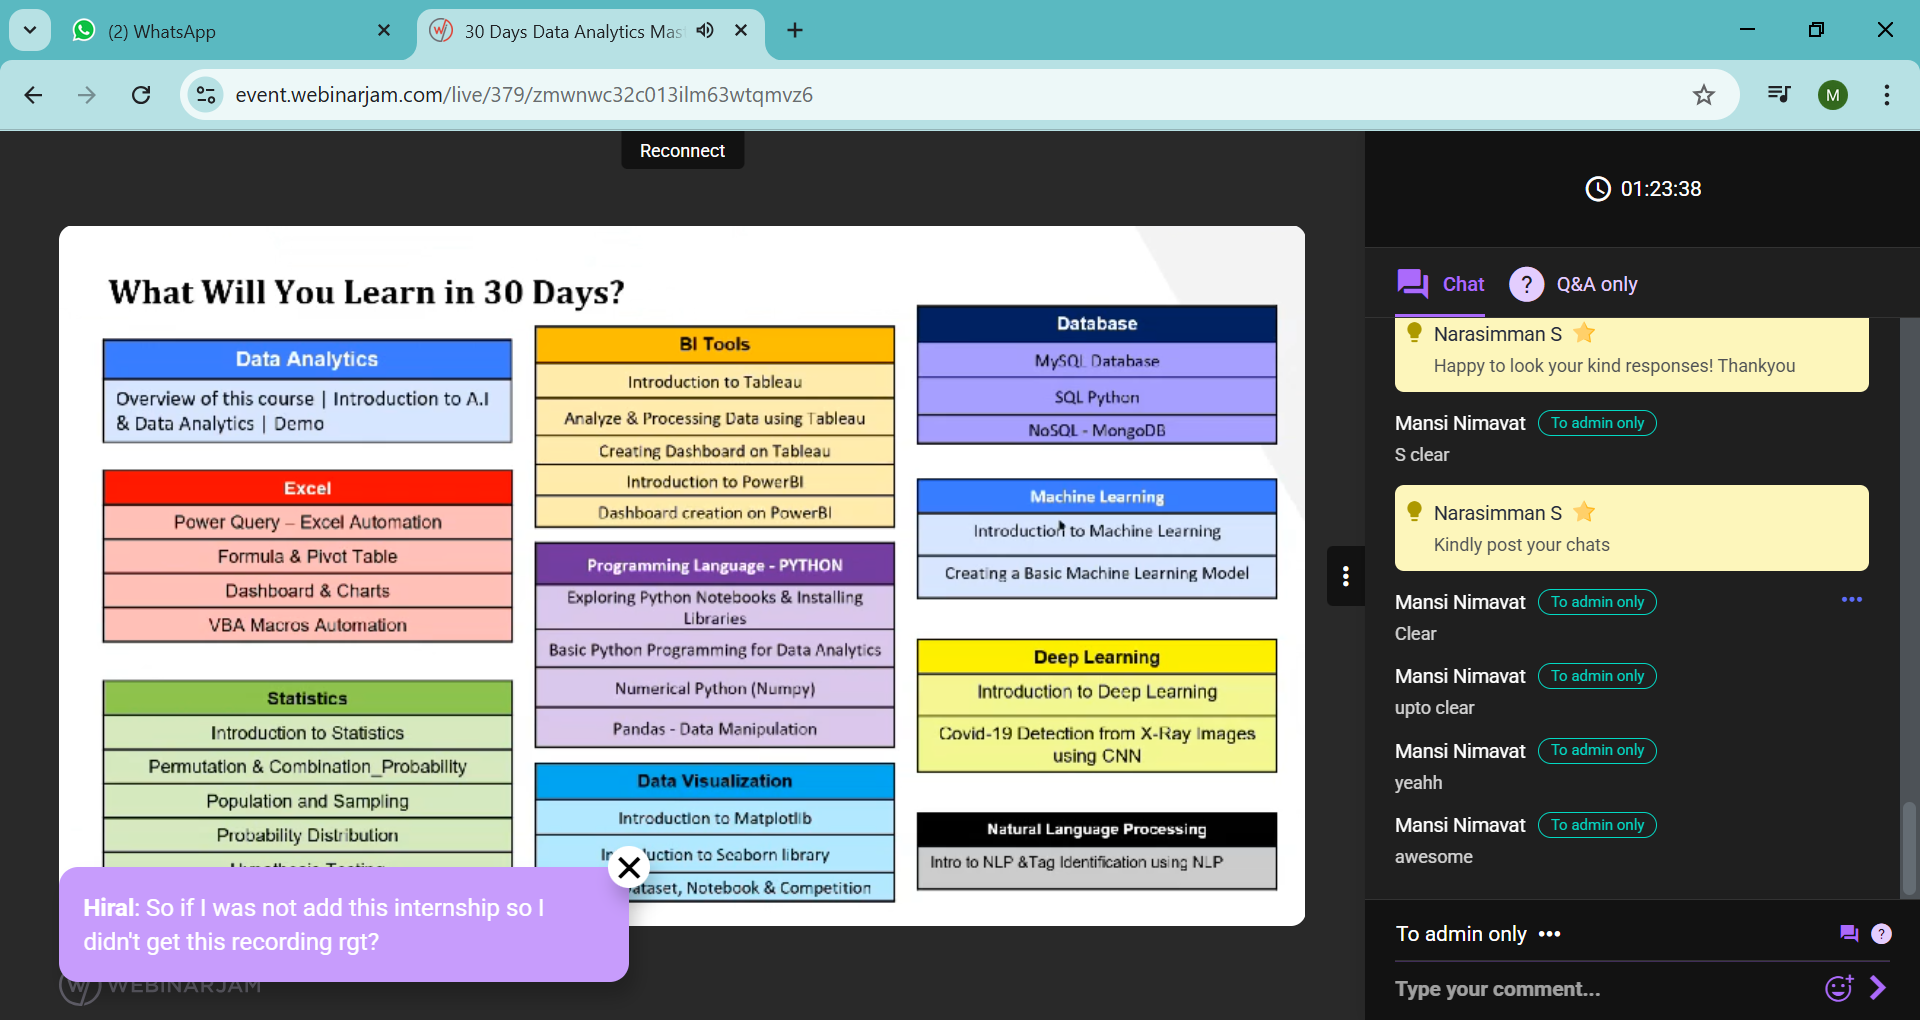 (2) WhatsApp
30 Days Data Analytics Mas
event.webinarjam.com/live/379/zmwnwc32c013ilm63wtqmvz6
M
Reconnect
What Will You Learn in 30 Days?
Data Analytics
Overview of this course | Introduction to A.I
& Data Analytics | Demo
Excel
Power Query – Excel Automation
Formula & Pivot Table
Dashboard & Charts
VBA Macros Automation
Statistics
Introduction to Statistics
Permutation & Combination_Probability
Population and Sampling
Probability Distribution
BI Tools
Introduction to Tableau
Analyze & Processing Data using Tableau
Creating Dashboard on Tableau
Introduction to PowerBI
Dashboard creation on PowerBI
Programming Language - PYTHON
Exploring Python Notebooks & Installing
Libraries
Basic Python Programming for Data Analytics
Numerical Python (Numpy)
Pandas - Data Manipulation
Data Visualization
Introduction to Matplotlib
to Seaborn library
Notebook & Competition
Database
MySQL Database
SQL Python
NoSQL - MongoDB
Machine Learning
Introduction to Machine Learning
Creating a Basic Machine Learning Model
Deep Learning
Introduction to Deep Learning
Covid-19 Detection from X-Ray Images
using CNN
Natural Language Processing
Intro to NLP &Tag Identification using NLP
Hiral: So if I was not add this internship so I
didn't get this recording rgt?
WEBINARJAM
01:23:38
Chat ? Q&A only
Narasimman S
Happy to look your kind responses! Thankyou
Mansi Nimavat To admin only
S clear
Narasimman S
Kindly post your chats
Mansi Nimavat To admin only
Clear
Mansi Nimavat To admin only
upto clear
Mansi Nimavat To admin only
yeahh
Mansi Nimavat To admin only
awesome
To admin only ••• ?
Type your comment...